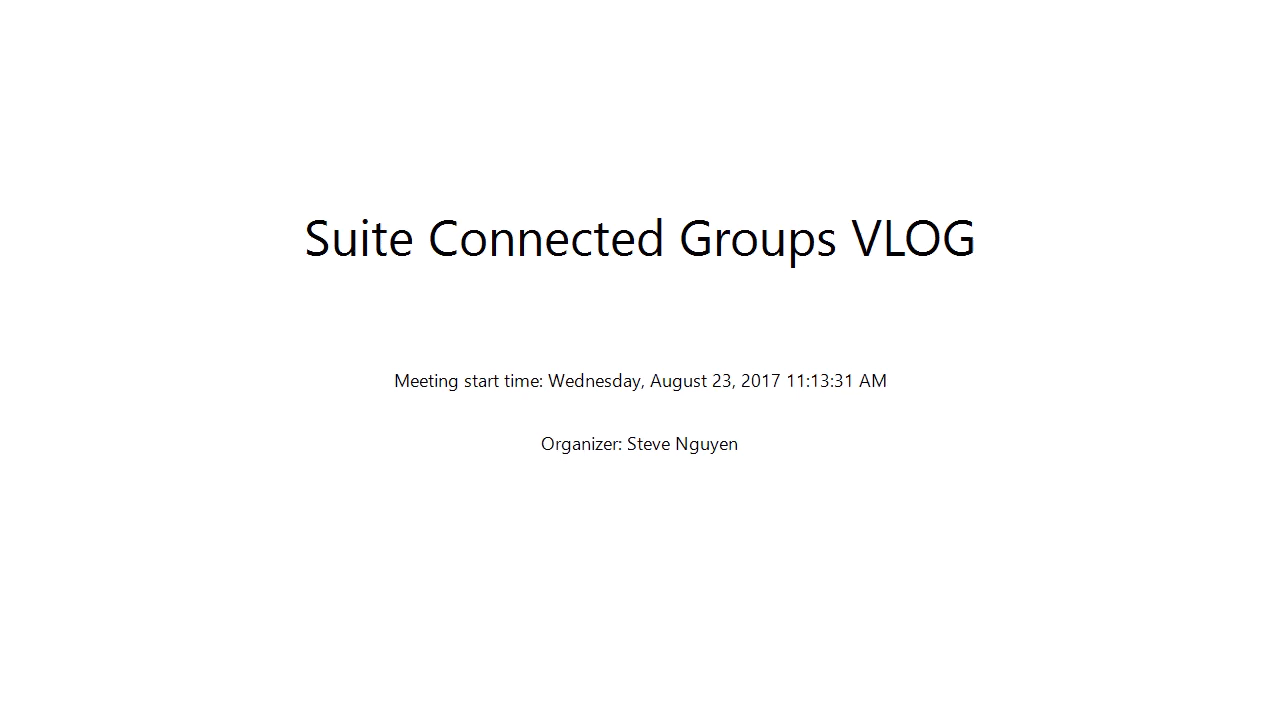 Suite Connected Groups VLOG
Meeting start time: Wednesday, August 23, 2017 11:13:31 AM
Organizer: Steve Nguyen